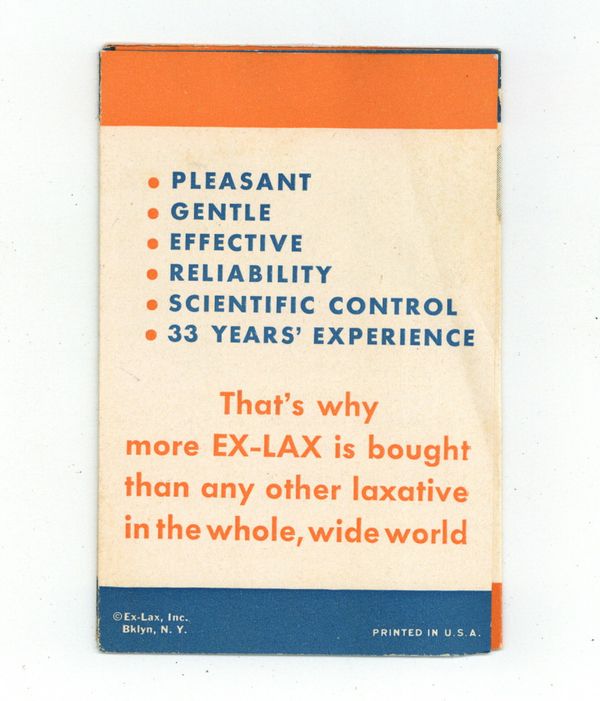 • PLEASANT
• GENTLE
• EFFECTIVE
• RELIABILITY
• SCIENTIFIC CONTROL
• 33 YEARS' EXPERIENCE
That's why
more EX-LAX is bought
than any other laxative
in the whole, wide world
©Ex-Lax, Inc.
Bklyn, N. Y.
PRINTED IN U.S.A.